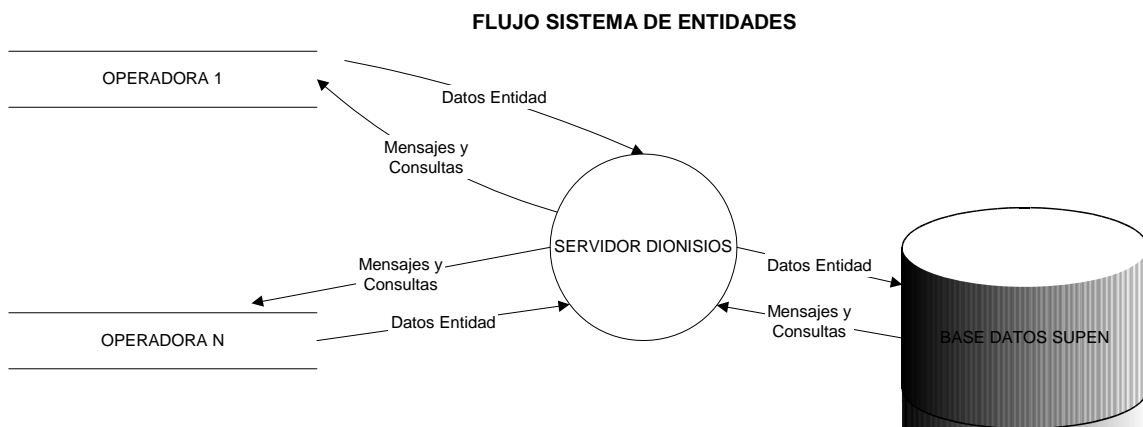 FLUJO SISTEMA DE ENTIDADES
OPERADORA 1
Datos Entidad
Mensajes y
Consultas
SERVIDOR DIONISIOS
Mensajes y
Consultas
Datos Entidad
Datos Entidad
Mensajes y
Consultas
OPERADORA N
BASE DATOS SUPEN